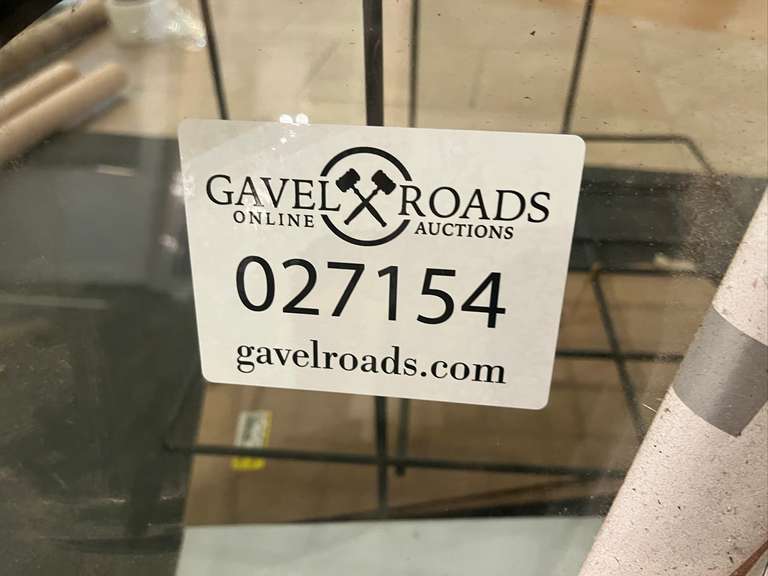 GAVEL ROADS
ONLINE AUCTIONS
027154
gavelroads.com